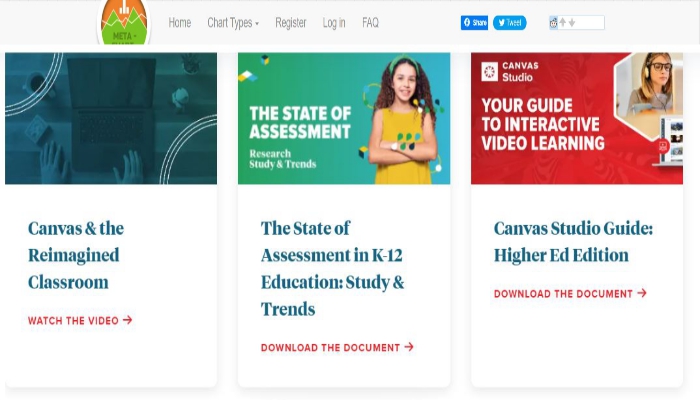 META -
Home Chart Types Register Log in FAQ Share Tweet
THE STATE OF
ASSESSMENT
Research
Study & Trends
CANVAS
Studio
YOUR GUIDE
TO INTERACTIVE
VIDEO LEARNING
Canvas & the
Reimagined
Classroom
WATCH THE VIDEO →
The State of
Assessment in K-12
Education: Study &
Trends
DOWNLOAD THE DOCUMENT →
Canvas Studio Guide:
Higher Ed Edition
DOWNLOAD THE DOCUMENT →